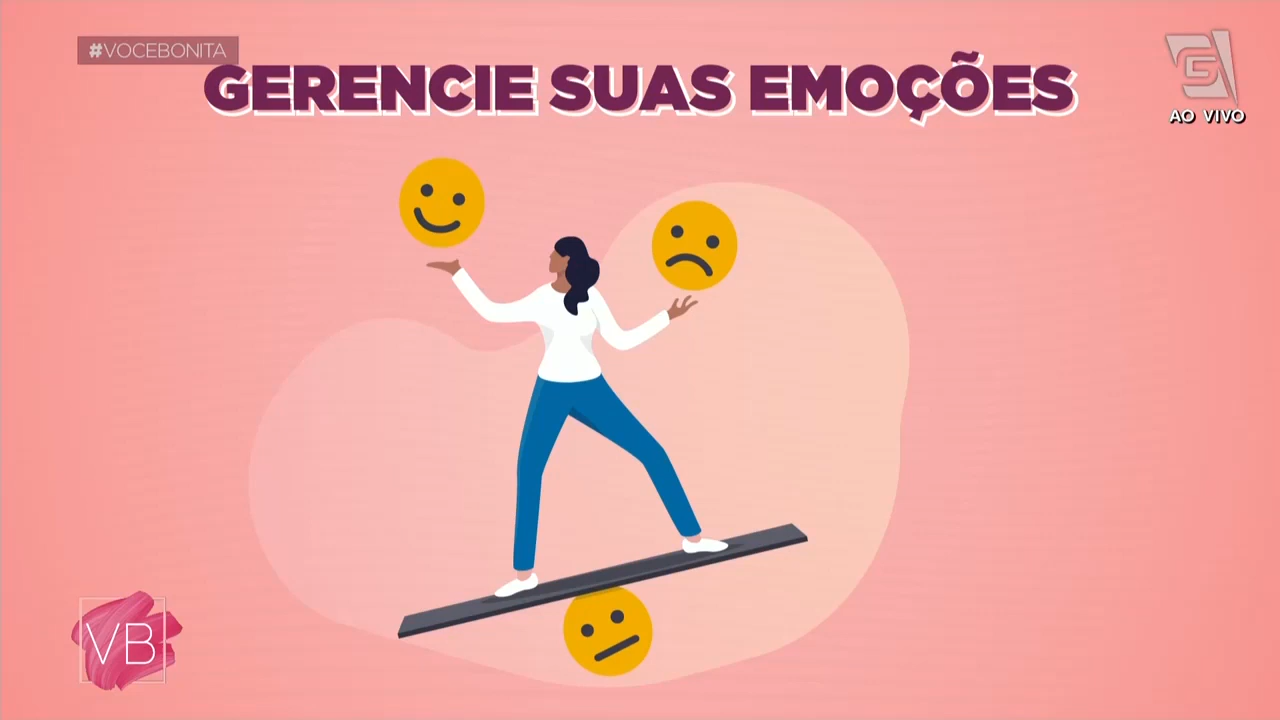 #VOCEBONITA
GERENCIE SUAS EMOÇÕES
G
AO VIVO
VB